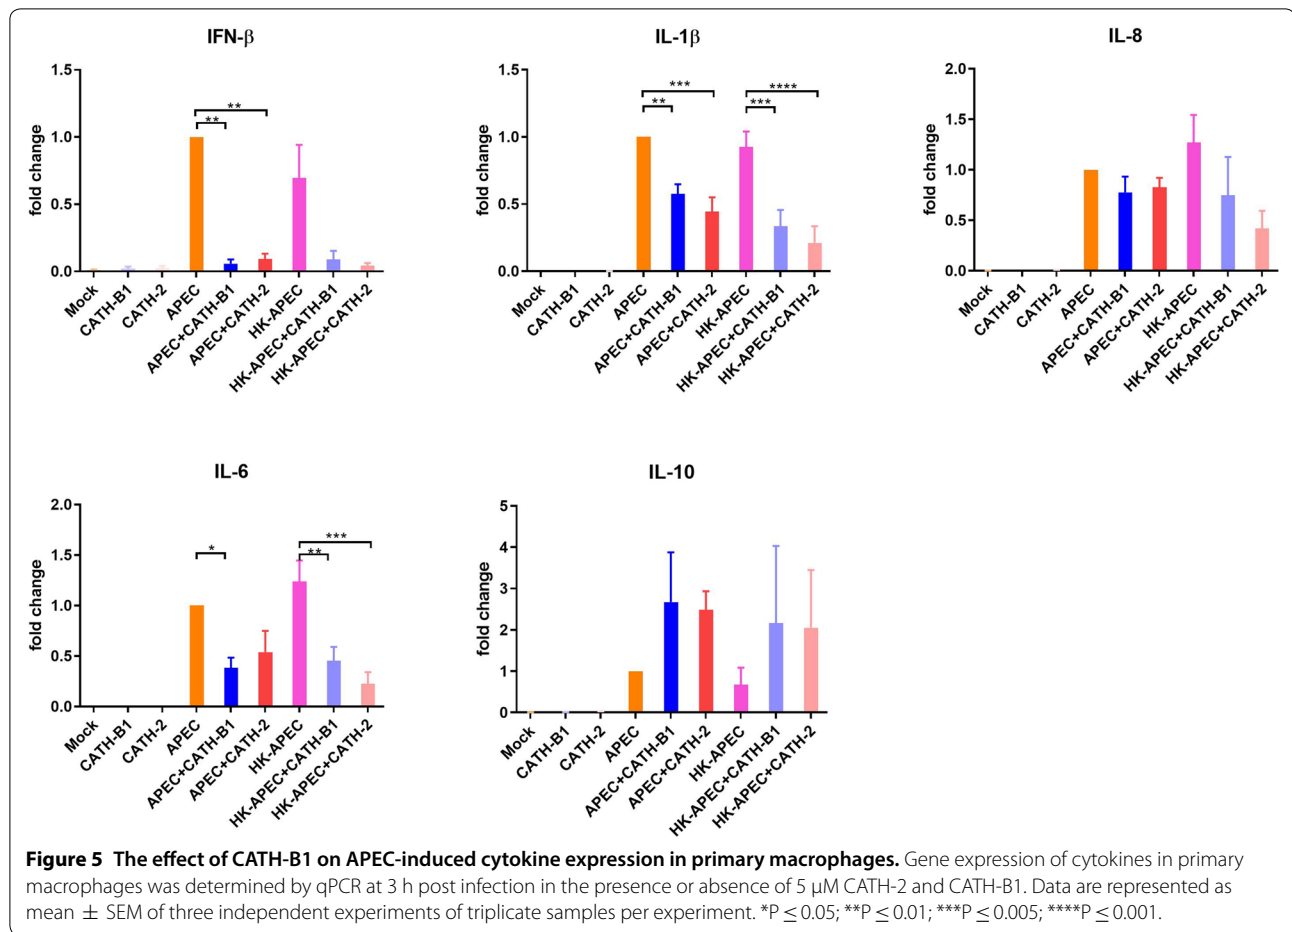 IFN-β
fold change
1.5
1.0
0.5
0.0
**
**
Mock
CATH-B1
CATH-2
APEC
APEC+CATH-B1
APEC+CATH-2
HK-APEC
HK-APEC+CATH-B1
HK-APEC+CATH-2
IL-1β
fold change
1.5
1.0
0.5
0.0
***
**
****
***
Mock
CATH-B1
CATH-2
APEC
APEC+CATH-B1
APEC+CATH-2
HK-APEC
HK-APEC+CATH-B1
HK-APEC+CATH-2
IL-8
fold change
2.0
1.5
1.0
0.5
0.0
Mock
CATH-B1
CATH-2
APEC
APEC+CATH-B1
APEC+CATH-2
HK-APEC
HK-APEC+CATH-B1
HK-APEC+CATH-2
IL-6
fold change
2.0
1.5
1.0
0.5
0.0
*
***
**
Mock
CATH-B1
CATH-2
APEC
APEC+CATH-B1
APEC+CATH-2
HK-APEC
HK-APEC+CATH-B1
HK-APEC+CATH-2
IL-10
fold change
5
4
3
2
1
0
Mock
CATH-B1
CATH-2
APEC
APEC+CATH-B1
APEC+CATH-2
HK-APEC
HK-APEC+CATH-B1
HK-APEC+CATH-2
Figure 5 The effect of CATH-B1 on APEC-induced cytokine expression in primary macrophages. Gene expression of cytokines in primary
macrophages was determined by qPCR at 3 h post infection in the presence or absence of 5 µM CATH-2 and CATH-B1. Data are represented as
mean ± SEM of three independent experiments of triplicate samples per experiment. *P ≤ 0.05; **P ≤ 0.01; ***P ≤ 0.005; ****P ≤ 0.001.